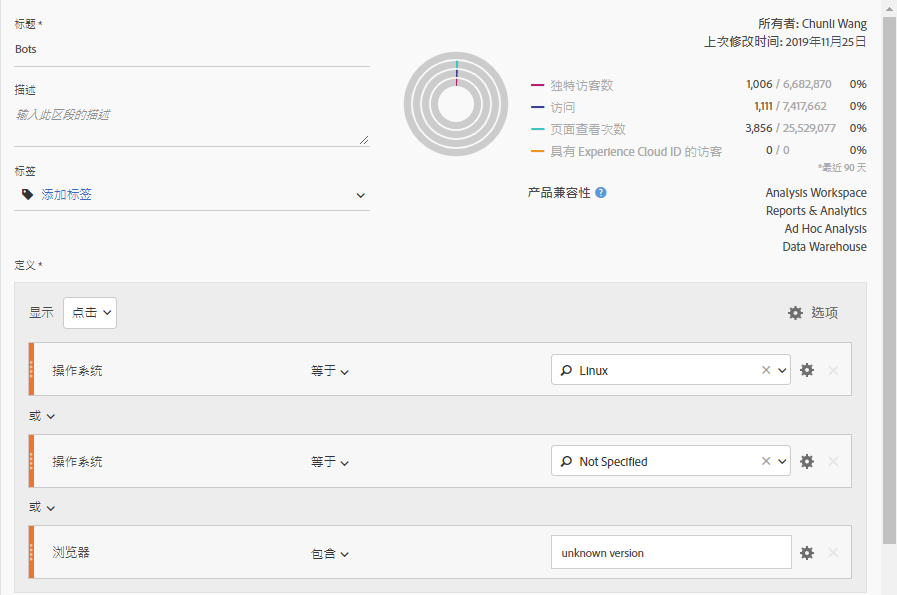 标题 *
Bots
描述
输入此区段的描述
标签
添加标签
所有者: Chunli Wang
上次修改时间: 2019年11月25日
独特访客数 1,006 / 6,682,870 0%
访问 1,111 / 7,417,662 0%
页面查看次数 3,856 / 25,529,077 0%
具有 Experience Cloud ID 的访客 0 / 0 0%
*最近 90 天
产品兼容性 ?
Analysis Workspace
Reports & Analytics
Ad Hoc Analysis
Data Warehouse
定义 *
显示 点击 选项
操作系统 等于 Linux
或
操作系统 等于 Not Specified
或
浏览器 包含 unknown version